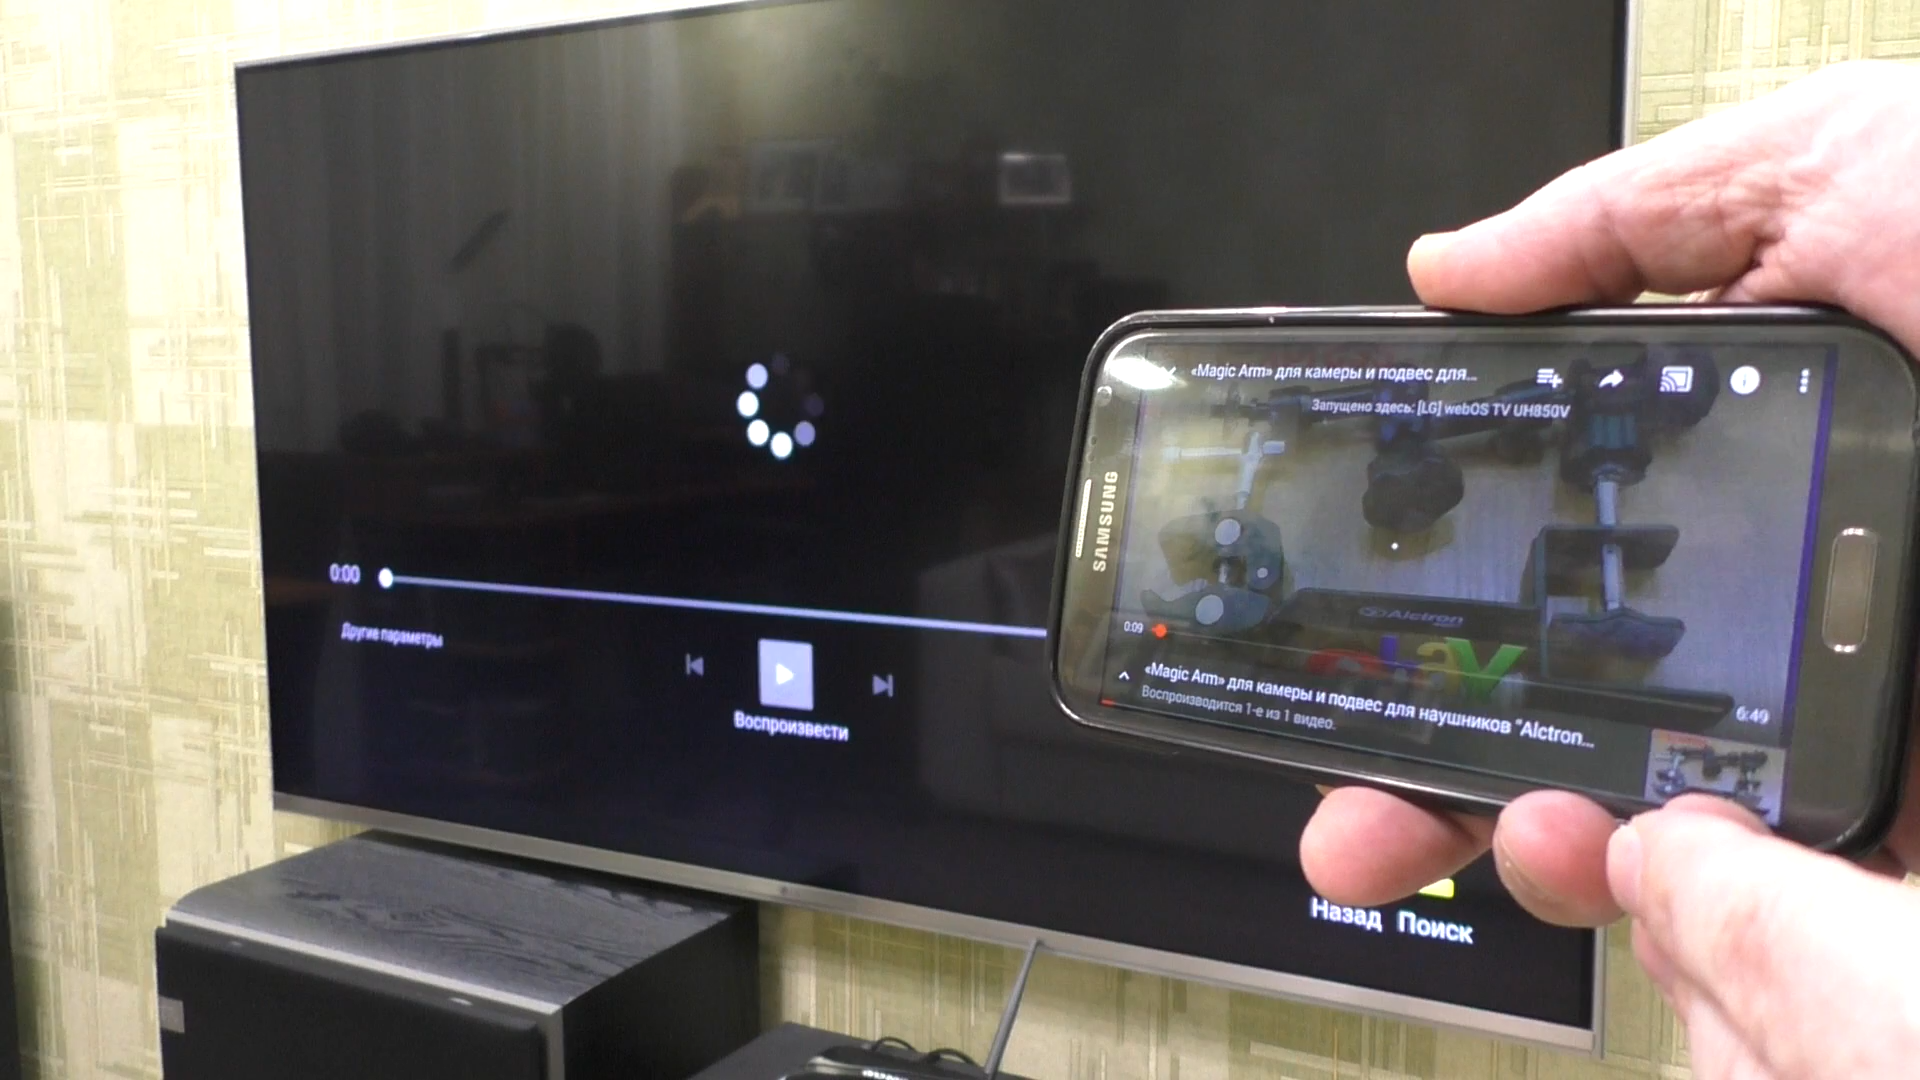 0:00
Другие параметры
Воспроизвести
Назад Поиск
SAMSUNG
«Magic Arm» для камеры и подвес для...
Запущено здесь: [LG] webOS TV UH850V
Alctron
ebay
0:09
6:49
«Magic Arm» для камеры и подвес для наушников "Alctron...
Воспроизводится 1-е из 1 видео.